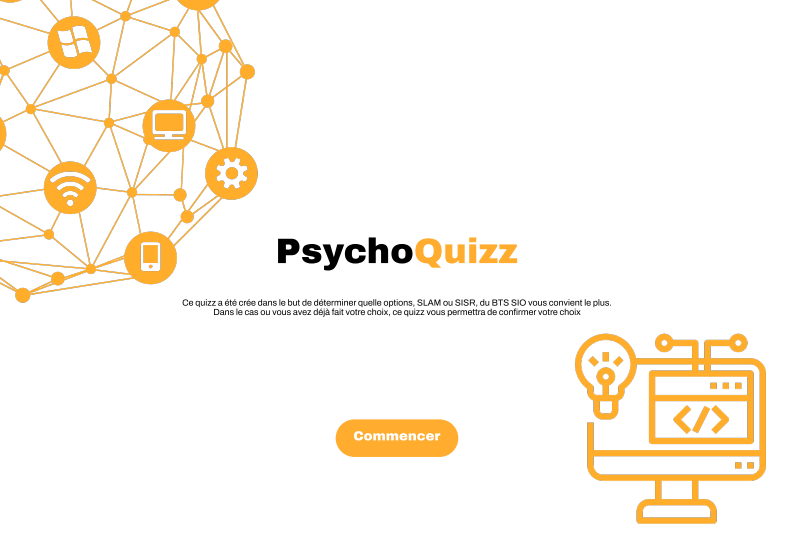 PsychoQuizz
Ce quizz a été crée dans le but de déterminer quelle options, SLAM ou SISR, du BTS SIO vous convient le plus.
Dans le cas ou vous avez déjà fait votre choix, ce quizz vous permettra de confirmer votre choix
</>
Commencer